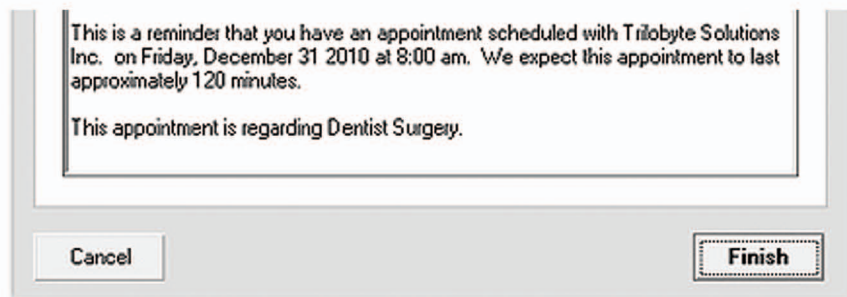 This is a reminder that you have an appointment scheduled with Trilobyte Solutions
Inc. on Friday, December 31 2010 at 8:00 am. We expect this appointment to last
approximately 120 minutes.
This appointment is regarding Dentist Surgery.
Cancel
Finish